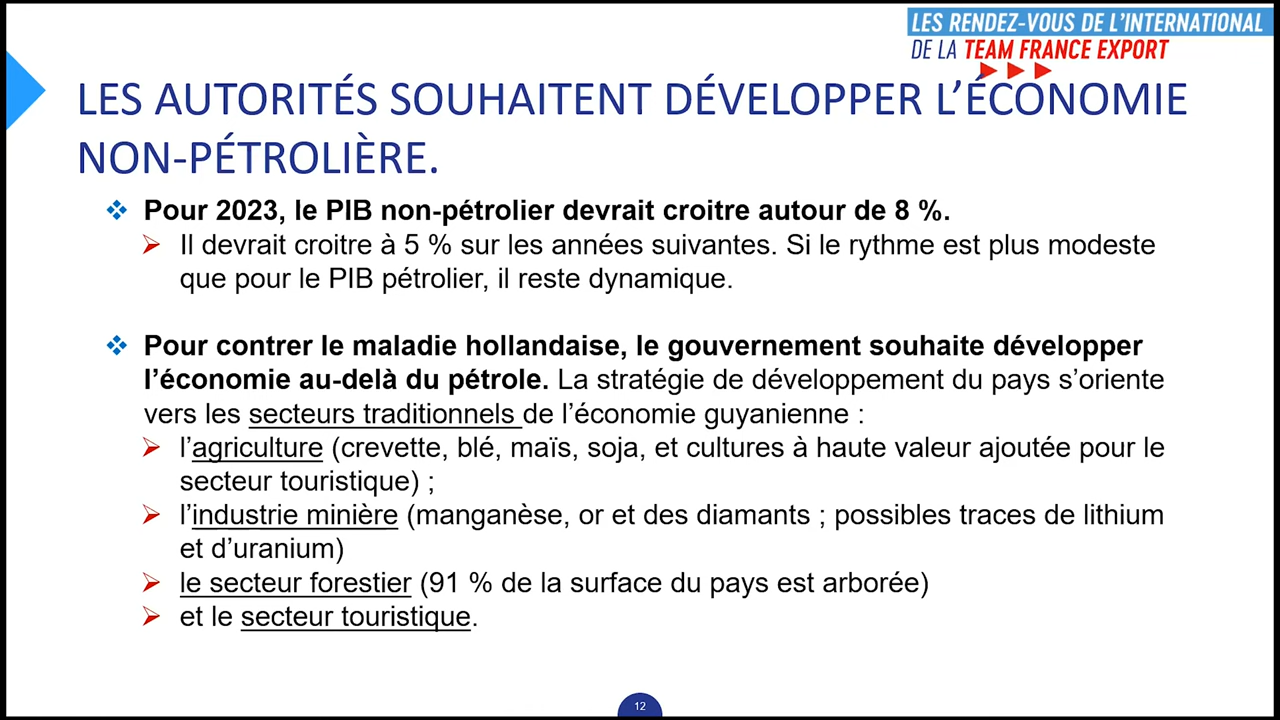 LES RENDEZ-VOUS DE L'INTERNATIONAL
DE LA TEAM FRANCE EXPORT
LES AUTORITÉS SOUHAITENT DÉVELOPPER L'ÉCONOMIE
NON-PÉTROLIÈRE.
Pour 2023, le PIB non-pétrolier devrait croitre autour de 8 %.
Il devrait croitre à 5 % sur les années suivantes. Si le rythme est plus modeste
que pour le PIB pétrolier, il reste dynamique.
Pour contrer le maladie hollandaise, le gouvernement souhaite développer
l'économie au-delà du pétrole. La stratégie de développement du pays s'oriente
vers les secteurs traditionnels de l'économie guyanienne :
l'agriculture (crevette, blé, maïs, soja, et cultures à haute valeur ajoutée pour le
secteur touristique) ;
l'industrie minière (manganèse, or et des diamants ; possibles traces de lithium
et d'uranium)
le secteur forestier (91 % de la surface du pays est arborée)
et le secteur touristique.
12